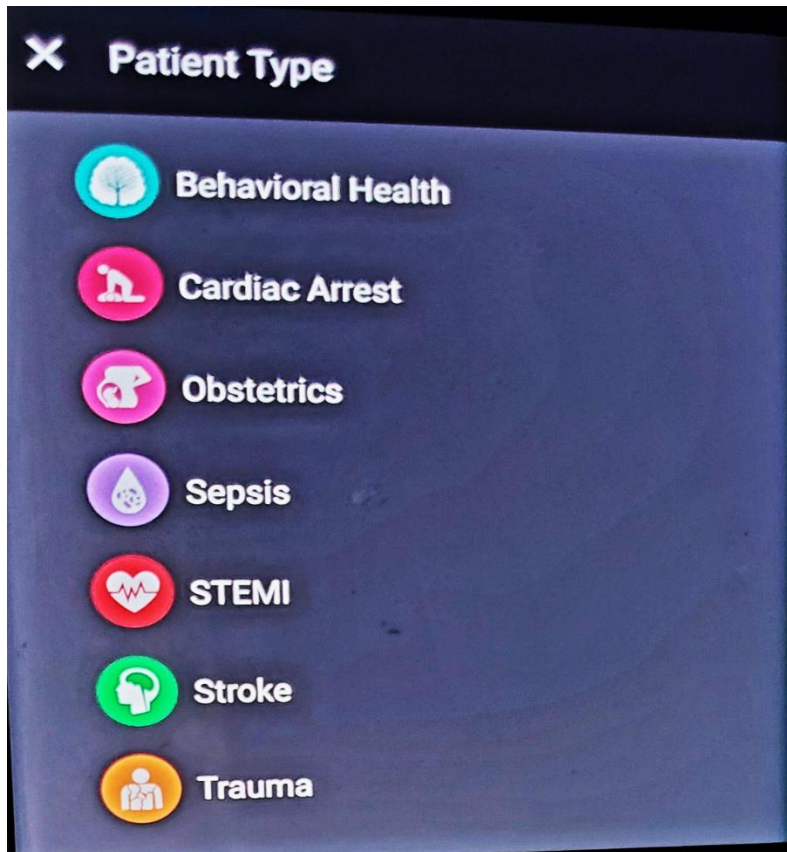 Patient Type
Behavioral Health
Cardiac Arrest
Obstetrics
Sepsis
STEMI
Stroke
Trauma